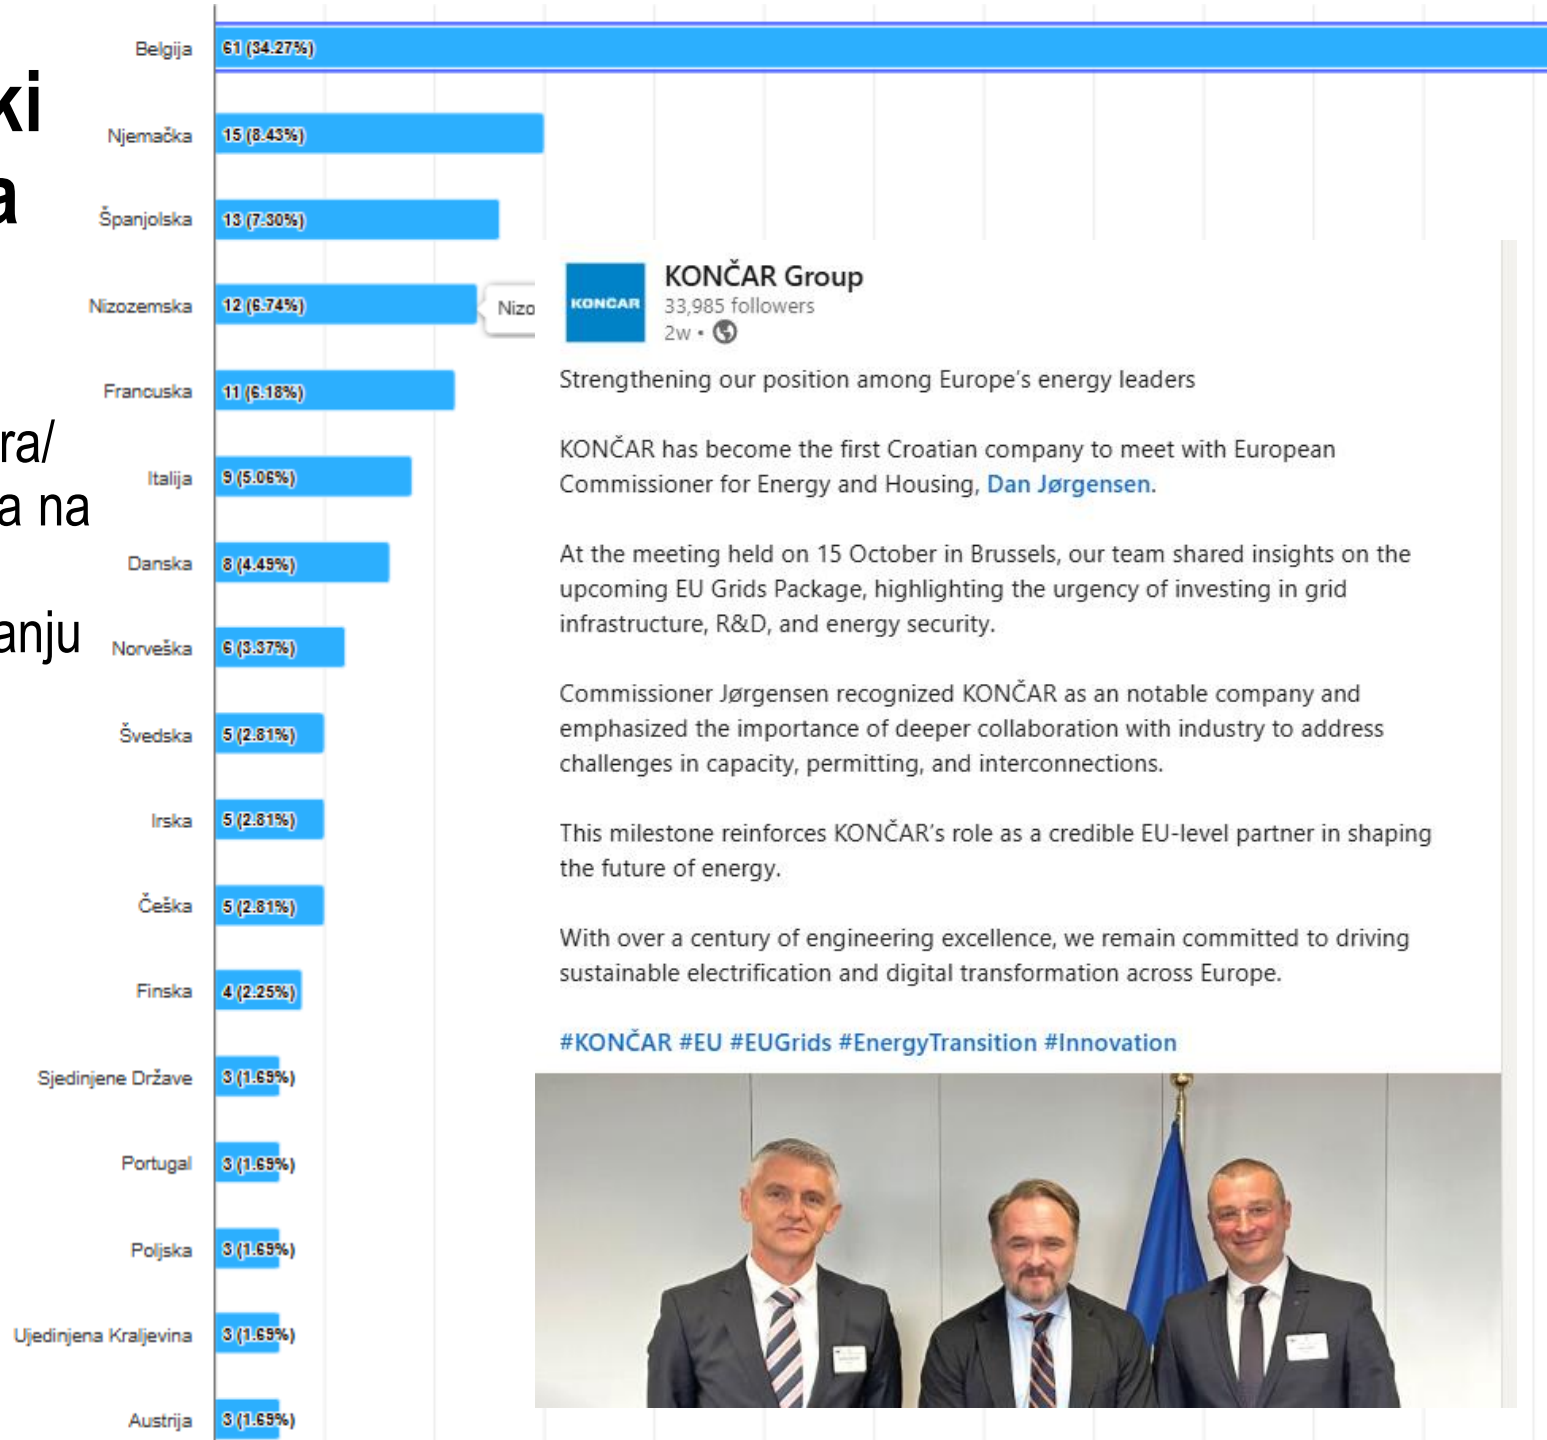 ki
a
ra/
a na
anju
Belgija 61 (34.27%)
Njemačka 15 (8.43%)
Španjolska 13 (7.30%)
Nizozemska 12 (6.74%)
Nizo
Francuska 11 (6.18%)
Italija 9 (5.06%)
Danska 8 (4.49%)
Norveška 6 (3.37%)
Švedska 5 (2.81%)
Irska 5 (2.81%)
Češka 5 (2.81%)
Finska 4 (2.25%)
Sjedinjene Države 3 (1.69%)
Portugal 3 (1.69%)
Poljska 3 (1.69%)
Ujedinjena Kraljevina 3 (1.69%)
Austrija 3 (1.69%)
KONČAR
KONČAR Group
33,985 followers
2w •
Strengthening our position among Europe's energy leaders
KONČAR has become the first Croatian company to meet with European
Commissioner for Energy and Housing, Dan Jørgensen.
At the meeting held on 15 October in Brussels, our team shared insights on the
upcoming EU Grids Package, highlighting the urgency of investing in grid
infrastructure, R&D, and energy security.
Commissioner Jørgensen recognized KONČAR as an notable company and
emphasized the importance of deeper collaboration with industry to address
challenges in capacity, permitting, and interconnections.
This milestone reinforces KONČAR's role as a credible EU-level partner in shaping
the future of energy.
With over a century of engineering excellence, we remain committed to driving
sustainable electrification and digital transformation across Europe.
#KONČAR #EU #EUGrids #EnergyTransition #Innovation